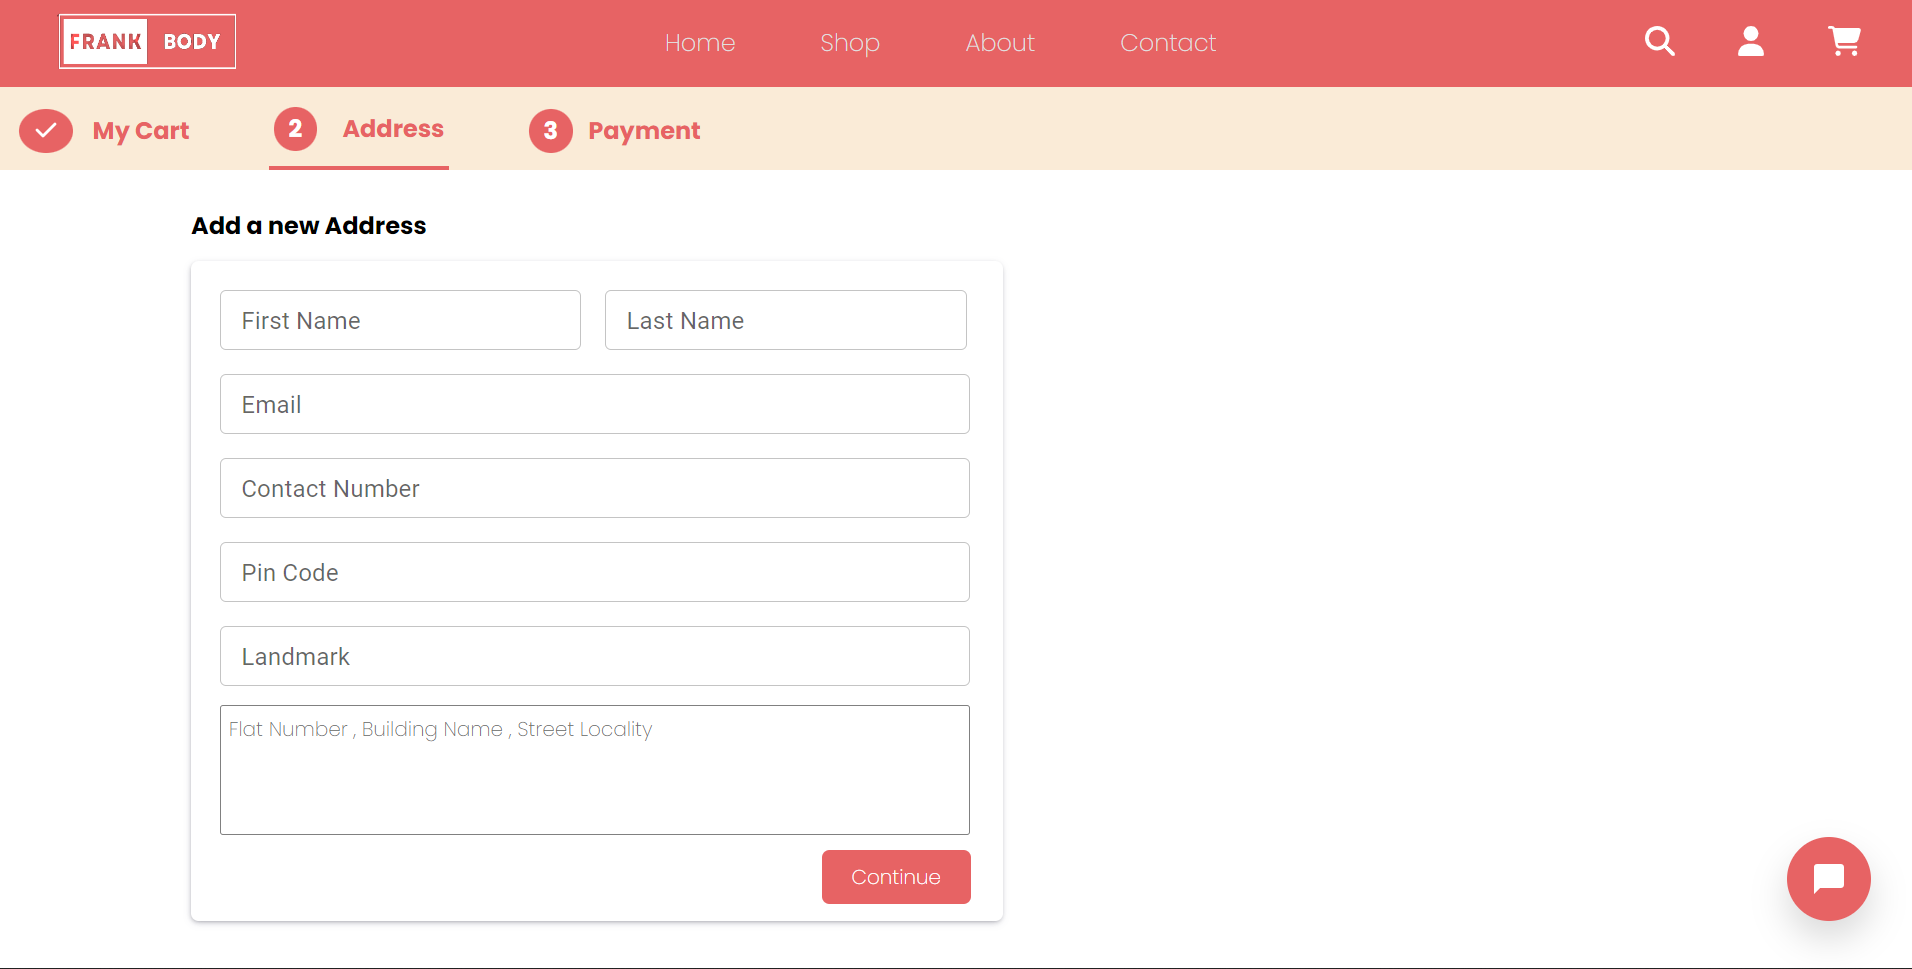 FRANK BODY
Home Shop About Contact
My Cart 2 Address 3 Payment
Add a new Address
First Name Last Name
Email
Contact Number
Pin Code
Landmark
Flat Number , Building Name , Street Locality
Continue